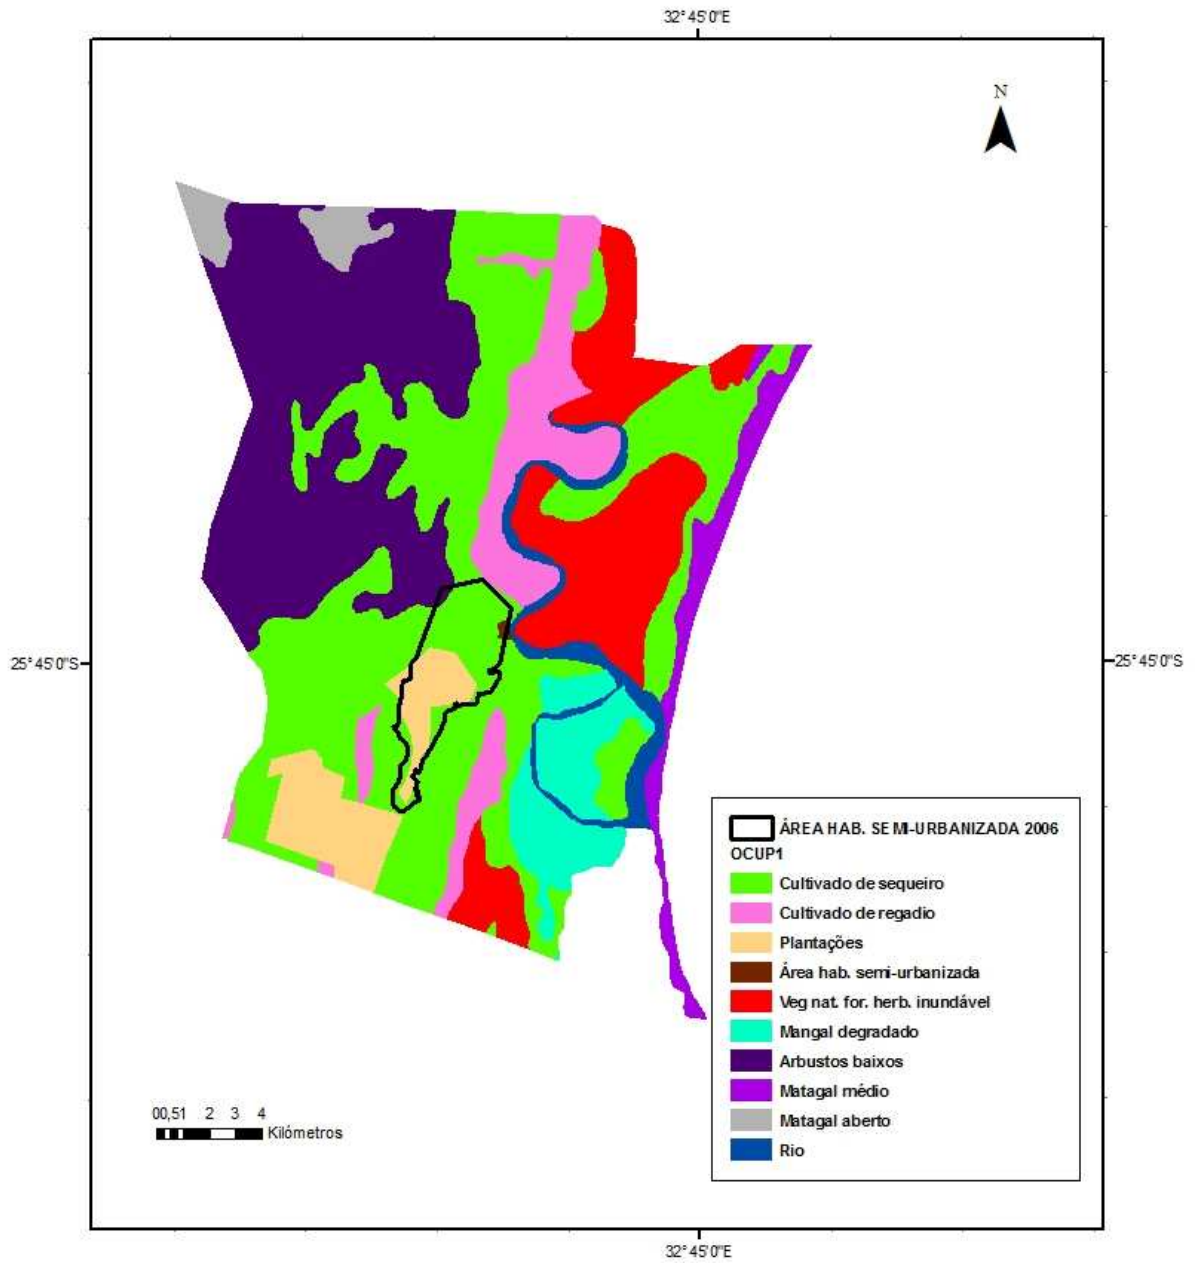 32°45'0"E
N
25°45'0"S
25°45'0"S
ÁREA HAB. SEMI-URBANIZADA 2006
OCUP1
Cultivado de sequeiro
Cultivado de regadio
Plantações
Área hab. semi-urbanizada
Veg nat. for. herb. inundável
Mangal degradado
Arbustos baixos
Matagal médio
Matagal aberto
Rio
00,51 2 3 4
Kilómetros
32°45'0"E